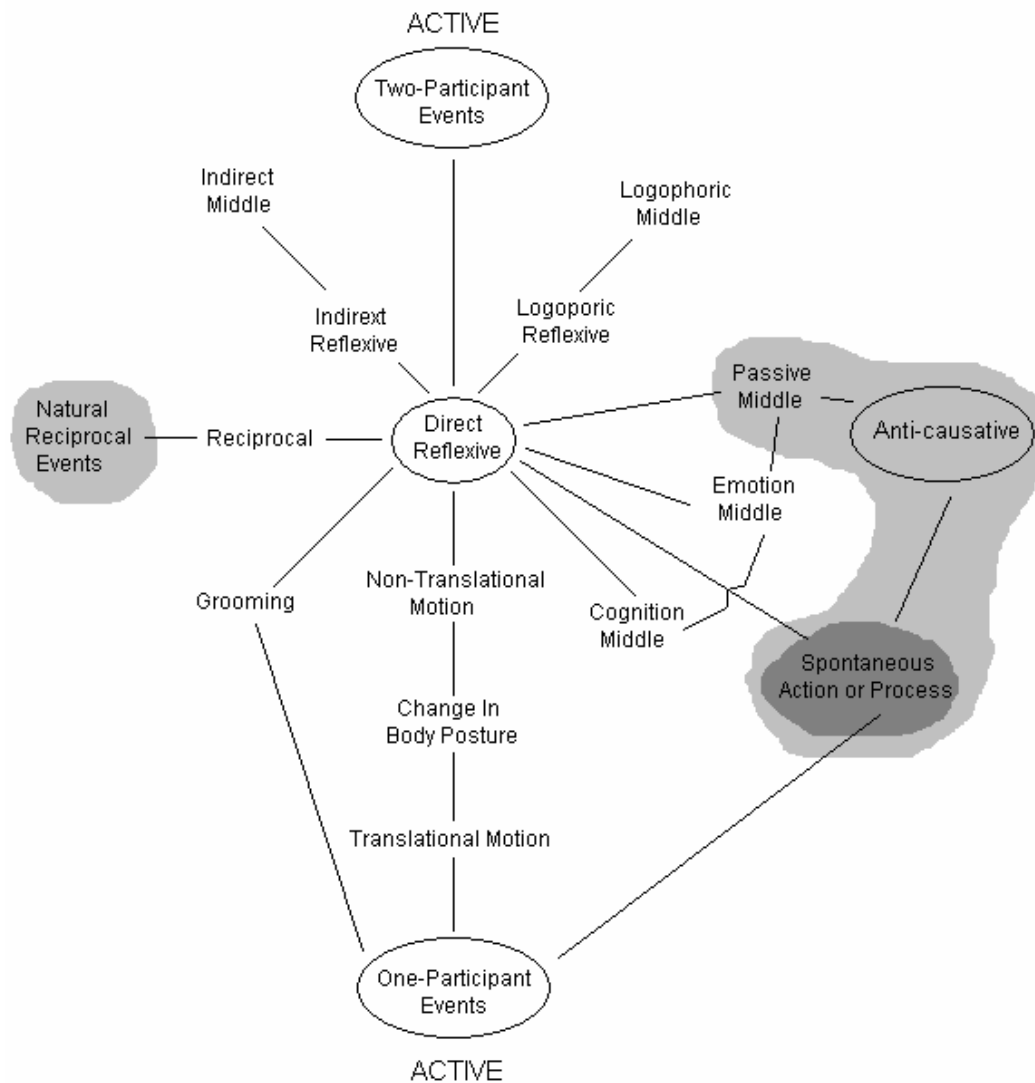 ACTIVE
Two-Participant
Events
Indirect
Middle
Logophoric
Middle
Indirext
Reflexive
Logoporic
Reflexive
Passive
Middle
Natural
Reciprocal
Events
Reciprocal
Direct
Reflexive
Anti-causative
Emotion
Middle
Non-Translational
Motion
Grooming
Cognition
Middle
Spontaneous
Action or Process
Change In
Body Posture
Translational Motion
One-Participant
Events
ACTIVE